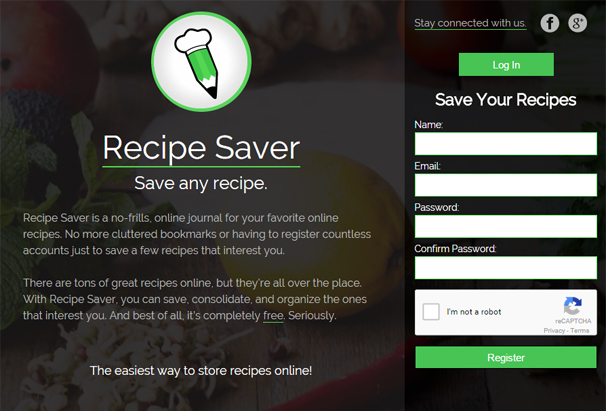 Recipe Saver
Save any recipe.
Recipe Saver is a no-frills, online journal for your favorite online
recipes. No more cluttered bookmarks or having to register countless
accounts just to save a few recipes that interest you.
There are tons of great recipes online, but they're all over the place.
With Recipe Saver, you can save, consolidate, and organize the ones
that interest you. And best of all, it's completely free. Seriously.
The easiest way to store recipes online!
Stay connected with us.
f
g+
Log In
Save Your Recipes
Name:
Email:
Password:
Confirm Password:
I'm not a robot
reCAPTCHA
Privacy - Terms
Register